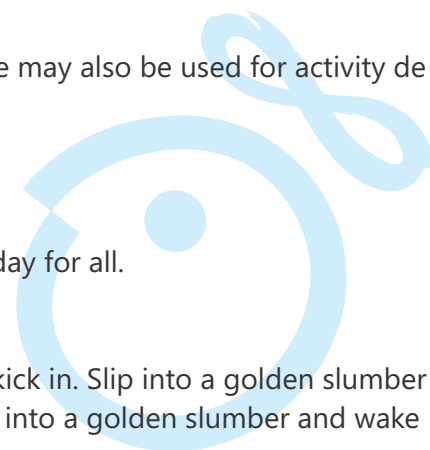 e may also be used for activity de
day for all.
kick in. Slip into a golden slumber
into a golden slumber and wake